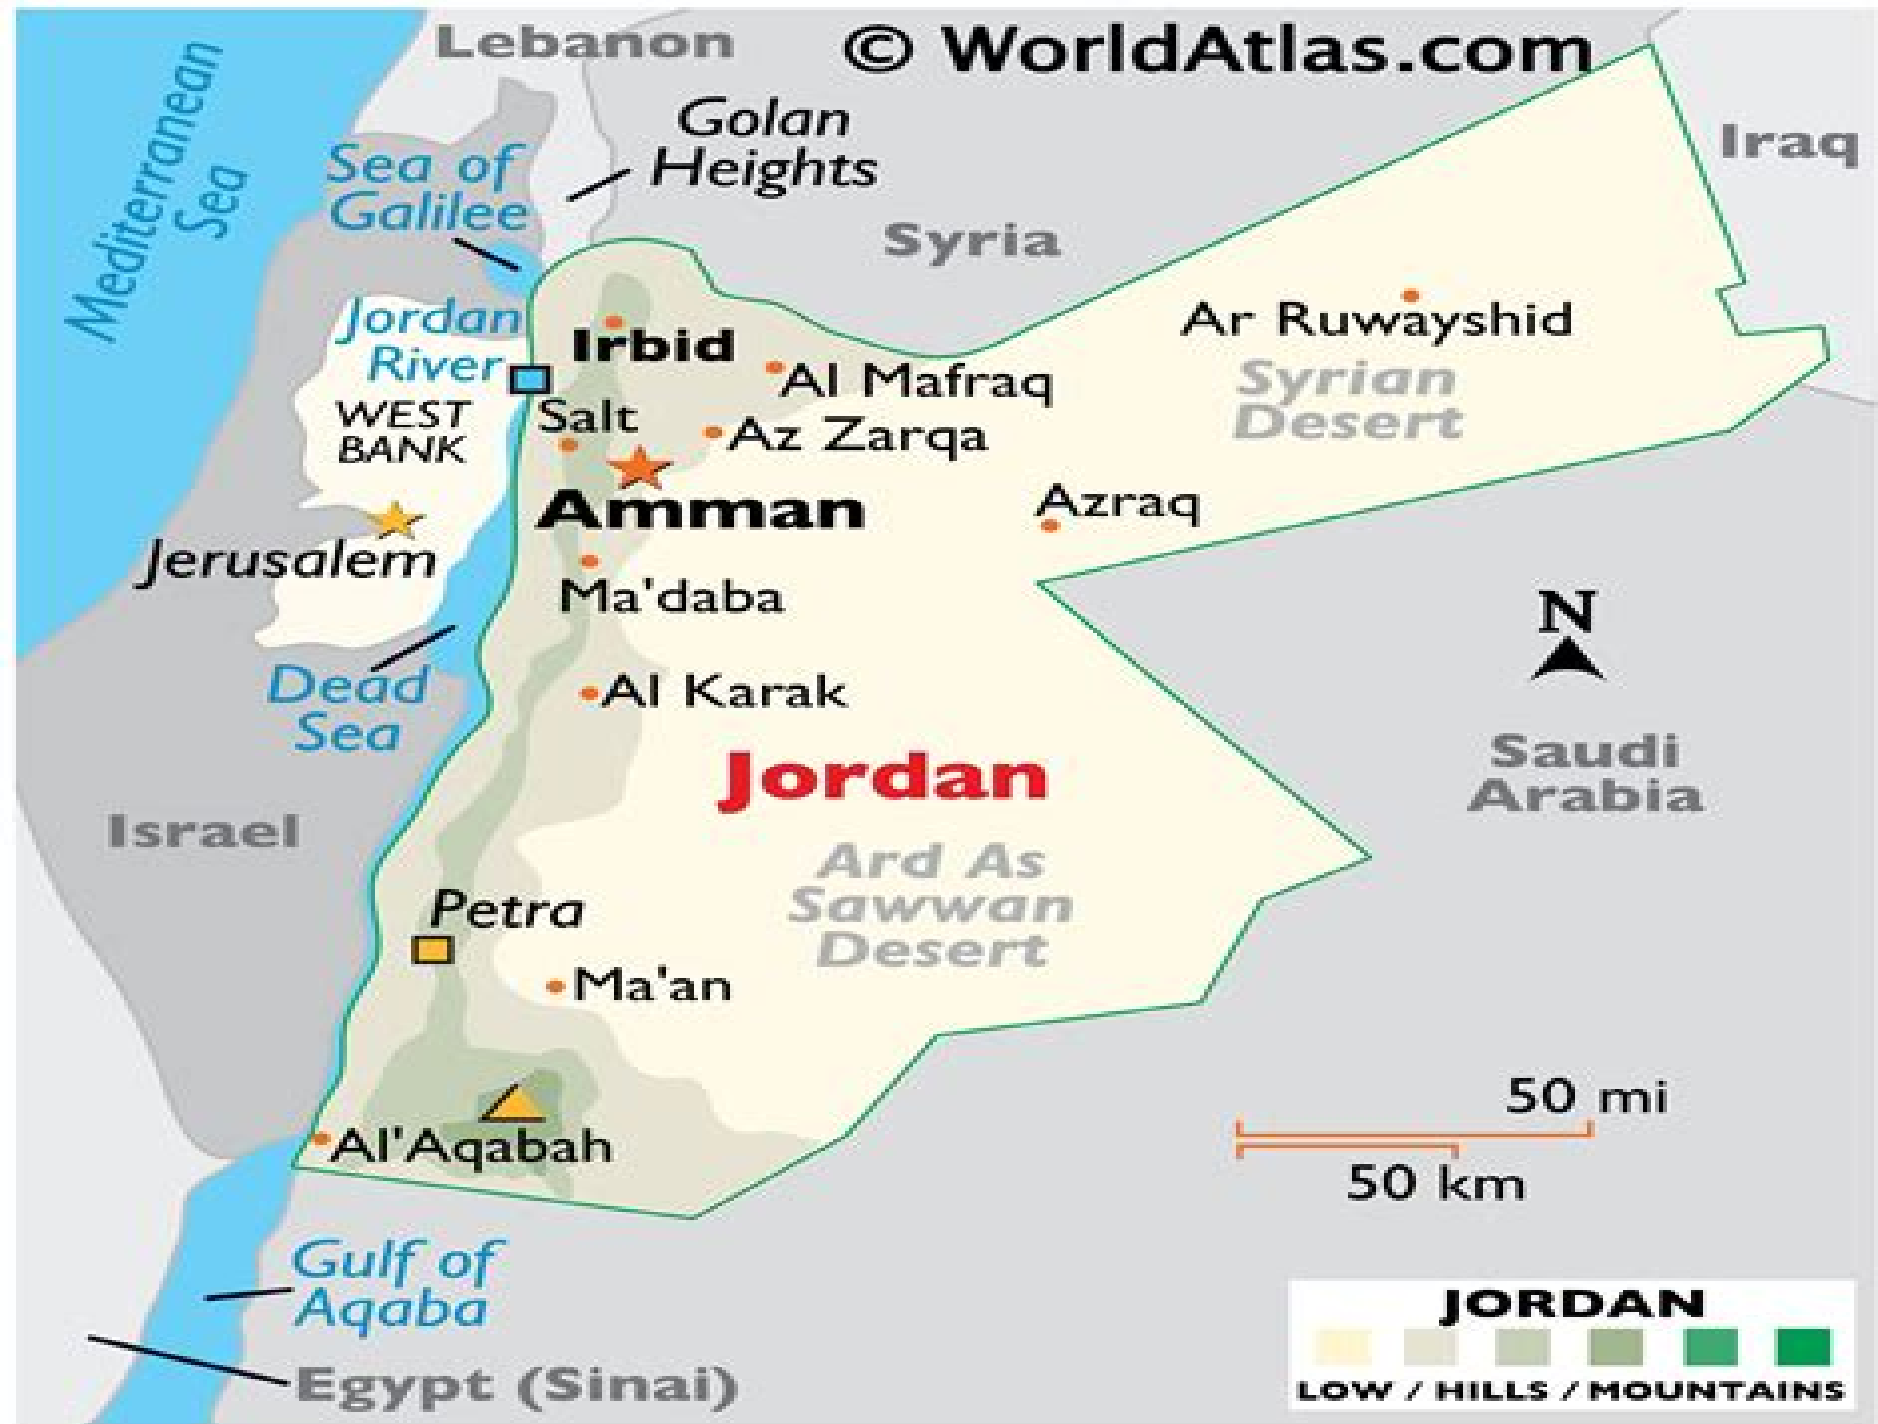 Lebanon
© WorldAtlas.com
Golan
Heights
Iraq
Mediterranean
Sea
Sea of
Galilee
Syria
Jordan
River
Irbid
Ar Ruwayshid
Al Mafraq
Syrian
Desert
WEST
BANK
Salt
Az Zarqa
Amman
Azraq
Jerusalem
Ma'daba
N
Dead
Sea
Al Karak
Jordan
Saudi
Arabia
Israel
Ard As
Sawwan
Desert
Petra
Ma'an
50 mi
Al'Aqabah
50 km
Gulf of
Aqaba
Egypt (Sinai)
JORDAN
LOW / HILLS / MOUNTAINS